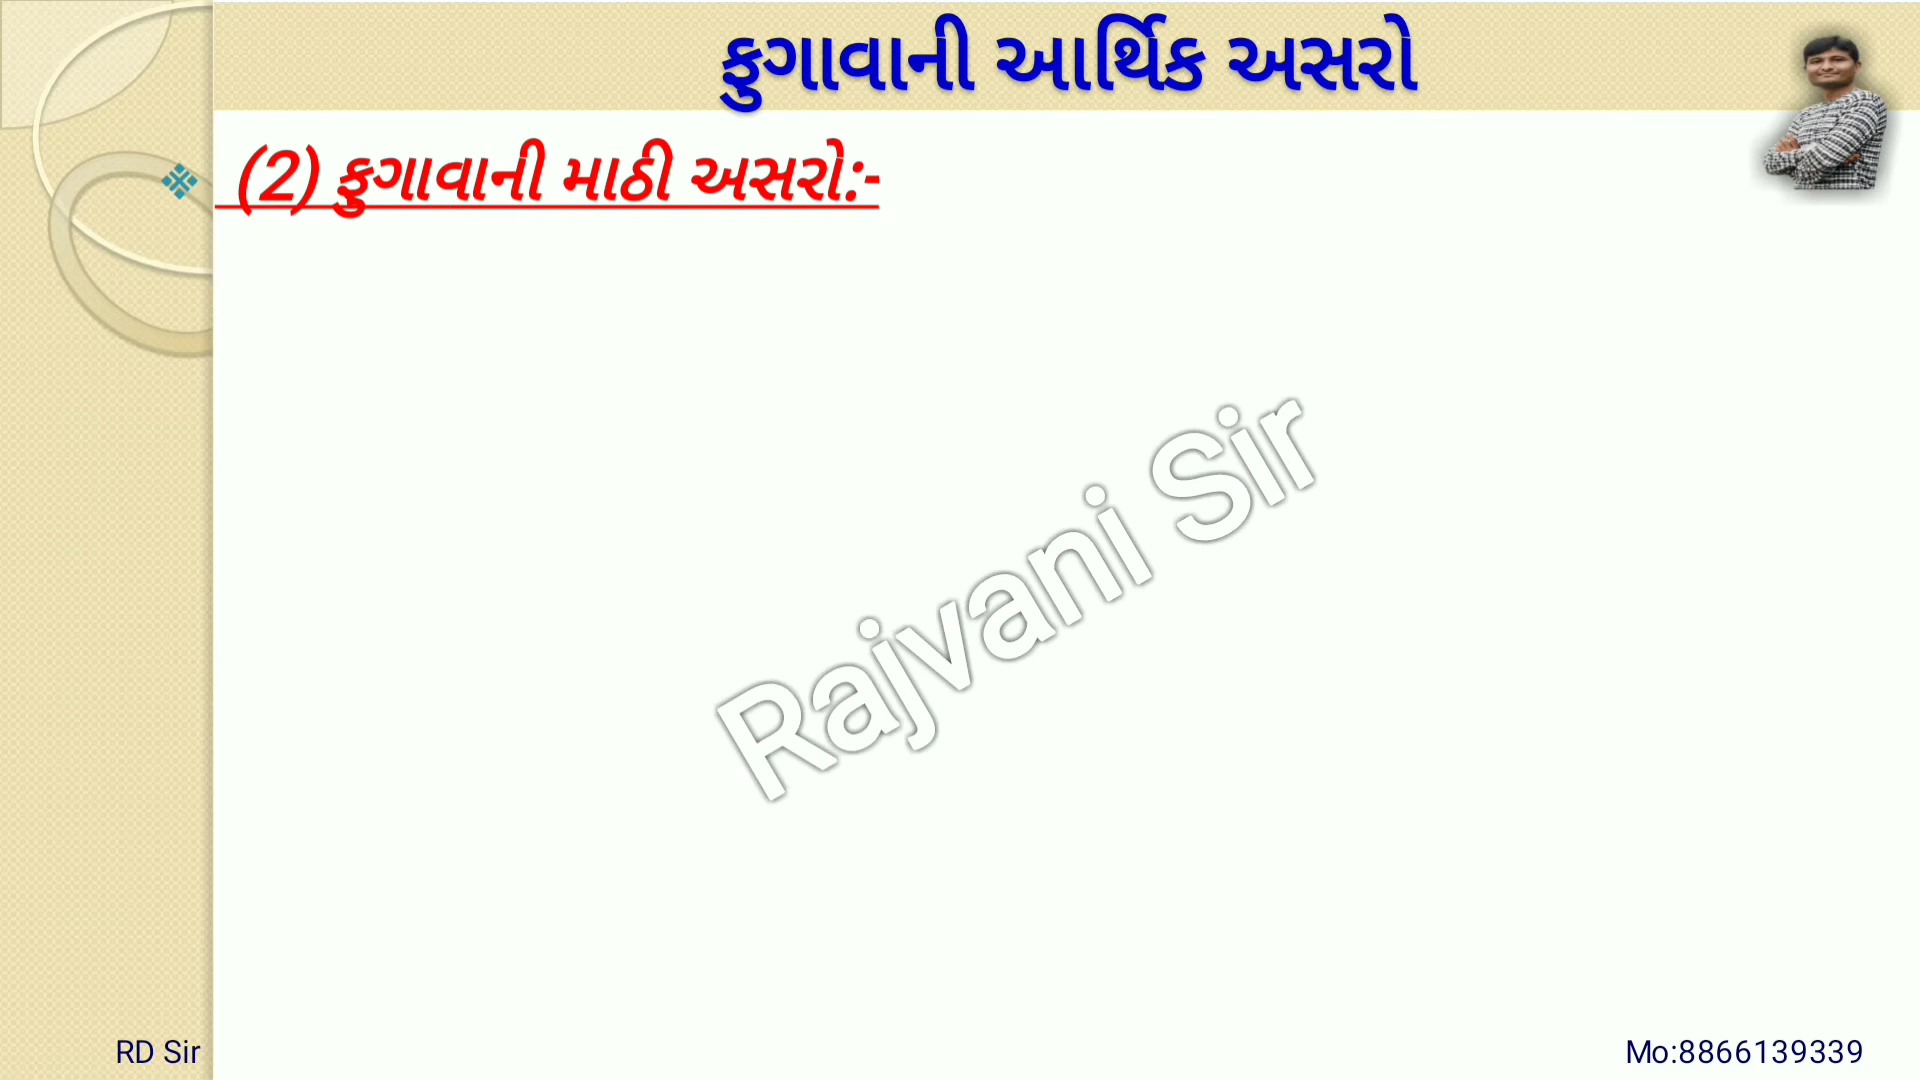 ફુગાવાની આર્થિક અસરો
(2) ફુગાવાની માઠી અસરો:-
Rajvani Sir
RD Sir
Mo:8866139339